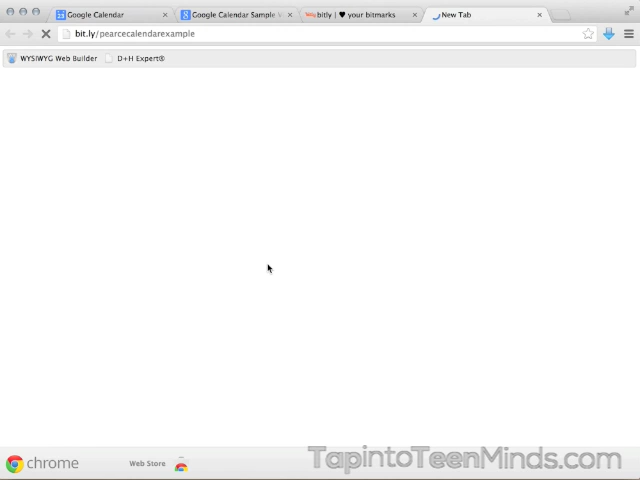 Google Calendar
Google Calendar Sample
bitly | ♥ your bitmarks
New Tab
bit.ly/pearcecalendarexample
WYSIWYG Web Builder
D+H Expert®
chrome
Web Store
TapintoTeenMinds.com